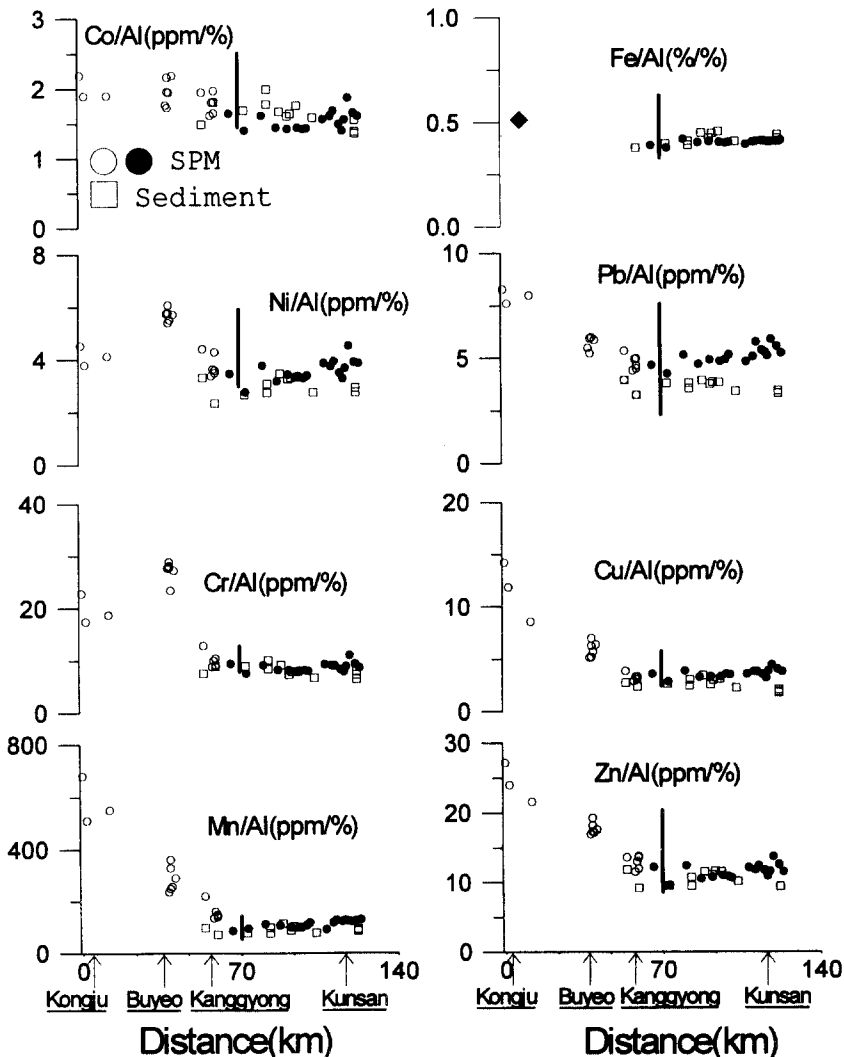 Co/Al(ppm/%)
3
2
1
0
SPM
Sediment
Fe/Al(%/%)
1.0
0.5
0.0
Ni/Al(ppm/%)
8
4
0
Pb/Al(ppm/%)
10
5
0
Cr/Al(ppm/%)
40
20
0
Cu/Al(ppm/%)
20
10
0
Mn/Al(ppm/%)
800
400
0
0 70 140
Kongju Buyeo Kanggyong Kunsan
Distance(km)
Zn/Al(ppm/%)
30
20
10
0
0 70 140
Kongju Buyeo Kanggyong Kunsan
Distance(km)